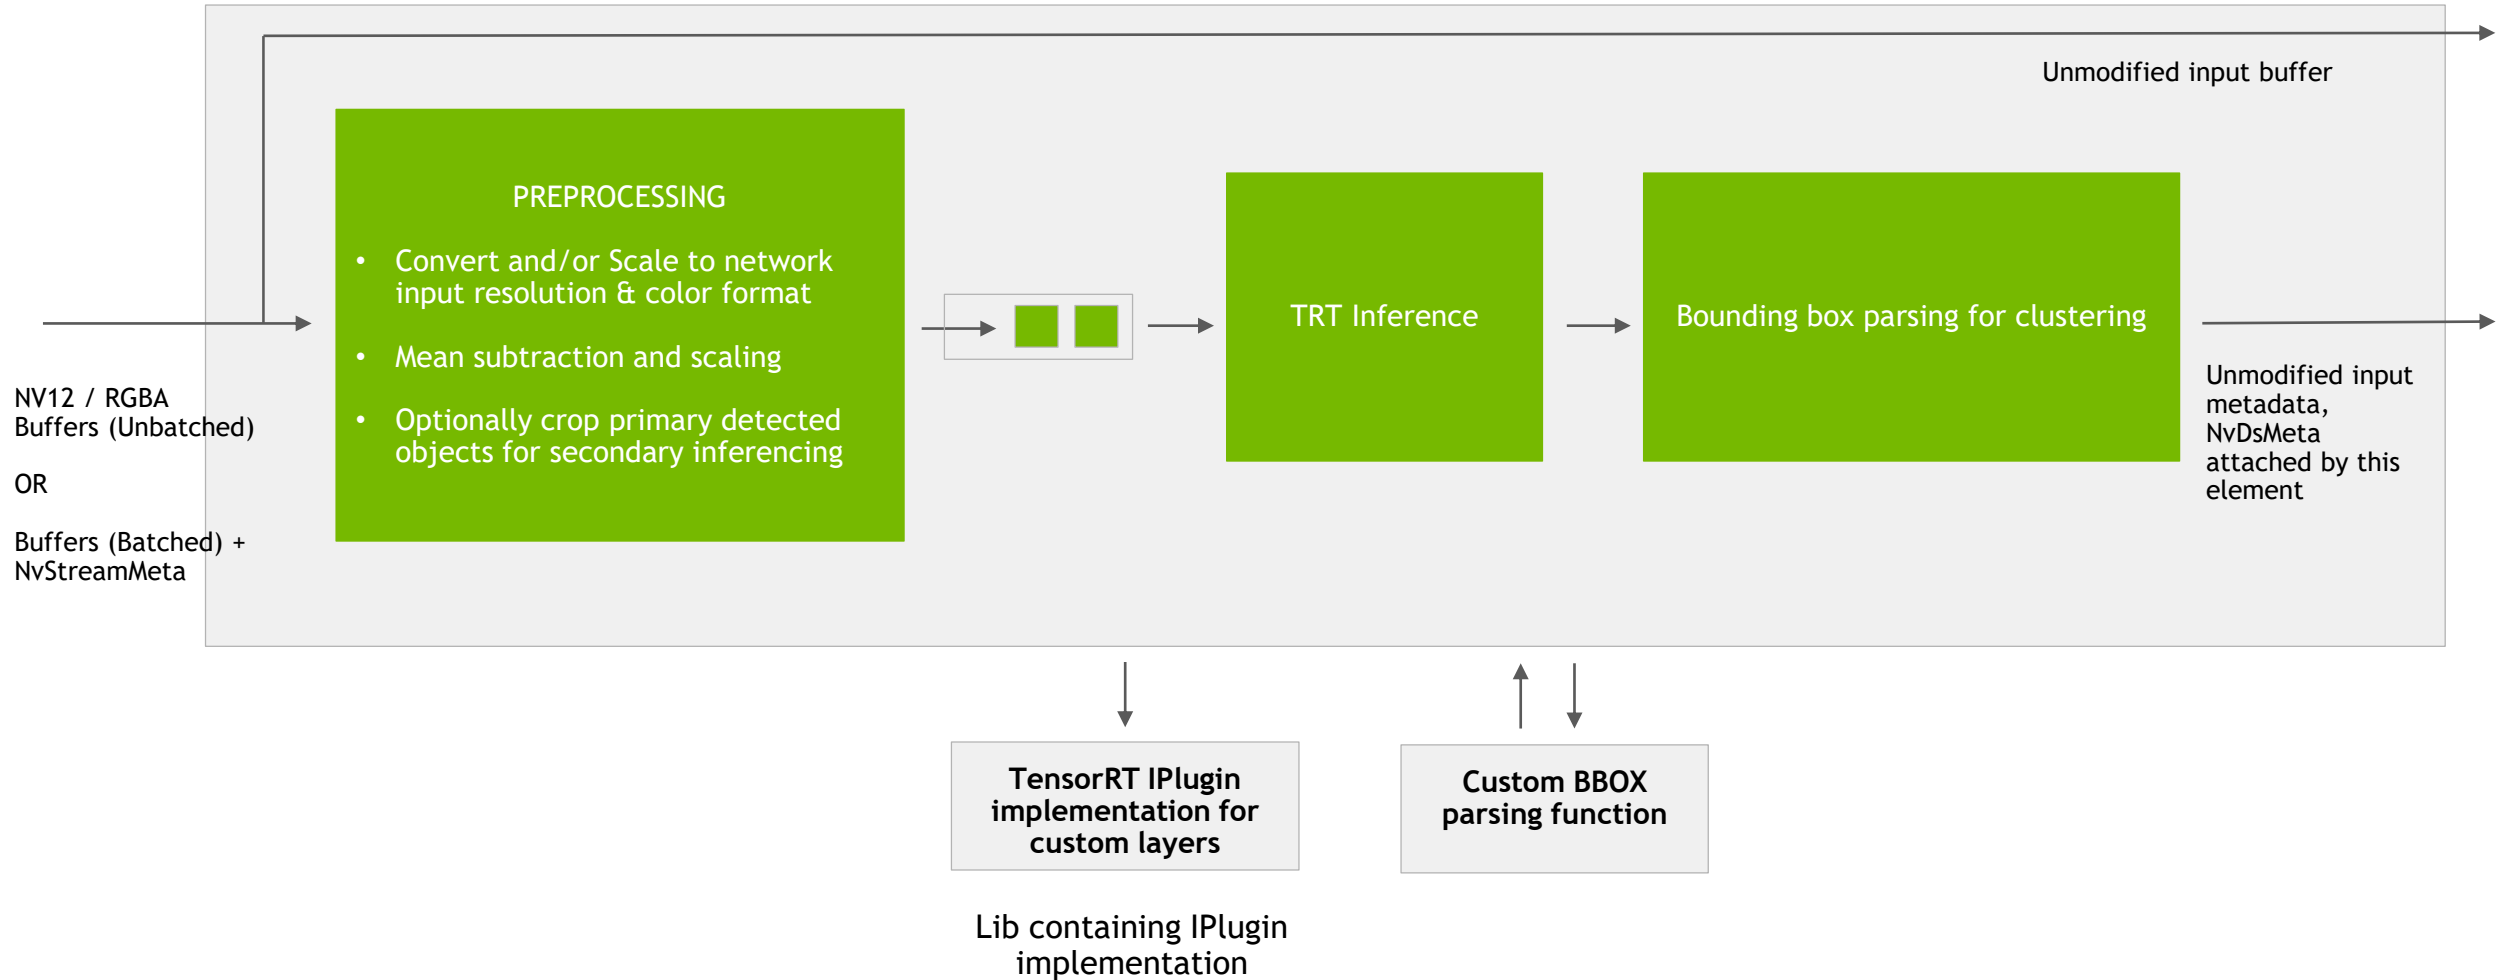 Unmodified input buffer
PREPROCESSING
• Convert and/or Scale to network
input resolution & color format
• Mean subtraction and scaling
• Optionally crop primary detected
objects for secondary inferencing
TRT Inference
Bounding box parsing for clustering
NV12 / RGBA
Buffers (Unbatched)
OR
Buffers (Batched) +
NvStreamMeta
Unmodified input
metadata,
NvDsMeta
attached by this
element
TensorRT IPlugin
implementation for
custom layers
Custom BBOX
parsing function
Lib containing IPlugin
implementation